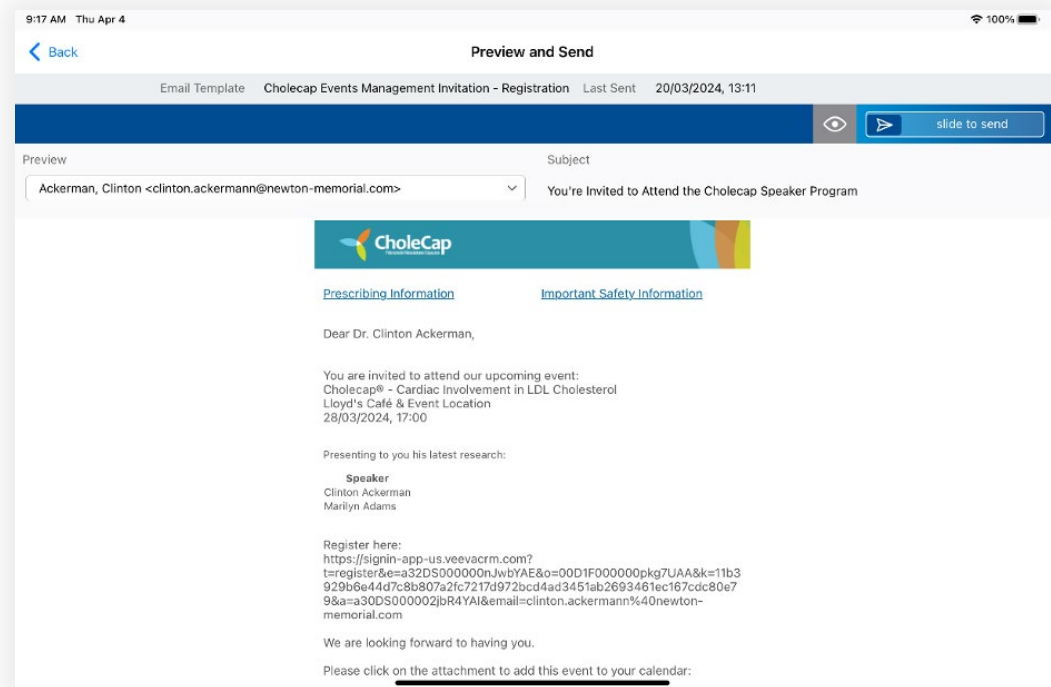 9:17 AM Thu Apr 4
100%
Back
Preview and Send
Email Template Cholecap Events Management Invitation - Registration Last Sent 20/03/2024, 13:11
slide to send
Preview
Subject
Ackerman, Clinton <clinton.ackermann@newton-memorial.com>
You're Invited to Attend the Cholecap Speaker Program
CholeCap
Prescribing Information
Important Safety Information
Dear Dr. Clinton Ackerman,
You are invited to attend our upcoming event:
Cholecap® - Cardiac Involvement in LDL Cholesterol
Lloyd's Café & Event Location
28/03/2024, 17:00
Presenting to you his latest research:
Speaker
Clinton Ackerman
Marilyn Adams
Register here:
https://signin-app-us.veevacrm.com?
t=register&e=a32DS000000nJwbYAE&o=00D1F000000pkg7UAA&k=11b3
929b6e44d7c8b807a2fc7217d972bcd4ad3451ab2693461ec167cdc80e7
9&a=a30DS000002jbR4YAI&email=clinton.ackermann%40newton-
memorial.com
We are looking forward to having you.
Please click on the attachment to add this event to your calendar: